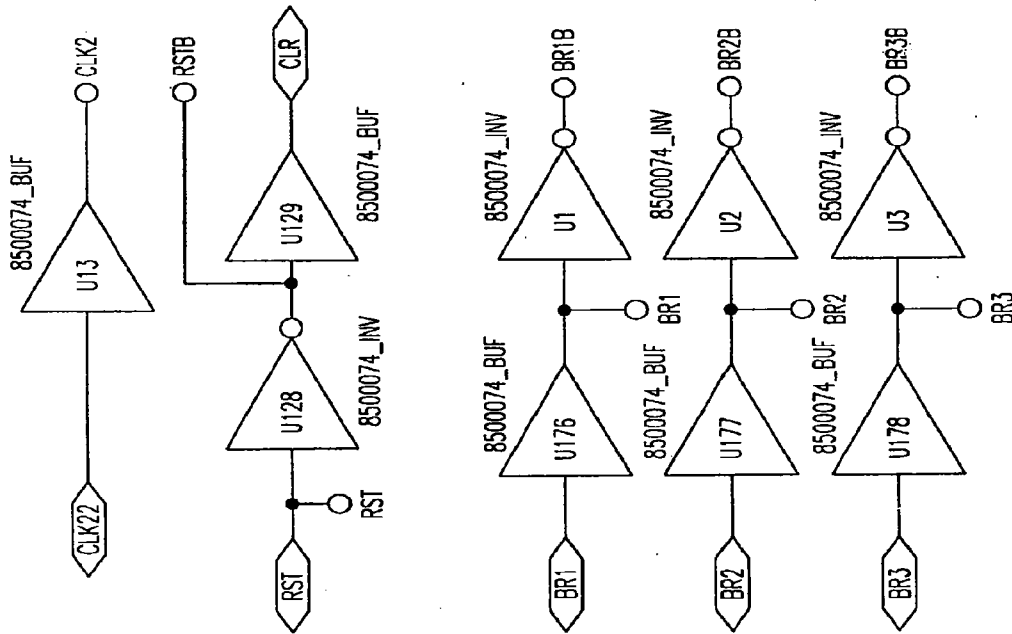 8500074_BUF
U13
CLK22
CLK2
RSTB
CLR
U129
8500074_BUF
U128
8500074_INV
RST
RST
8500074_BUF
8500074_INV
BR1
U176
U1
BR1B
BR1
8500074_BUF
8500074_INV
BR2
U177
U2
BR2B
BR2
8500074_BUF
8500074_INV
BR3
U178
U3
BR3B
BR3